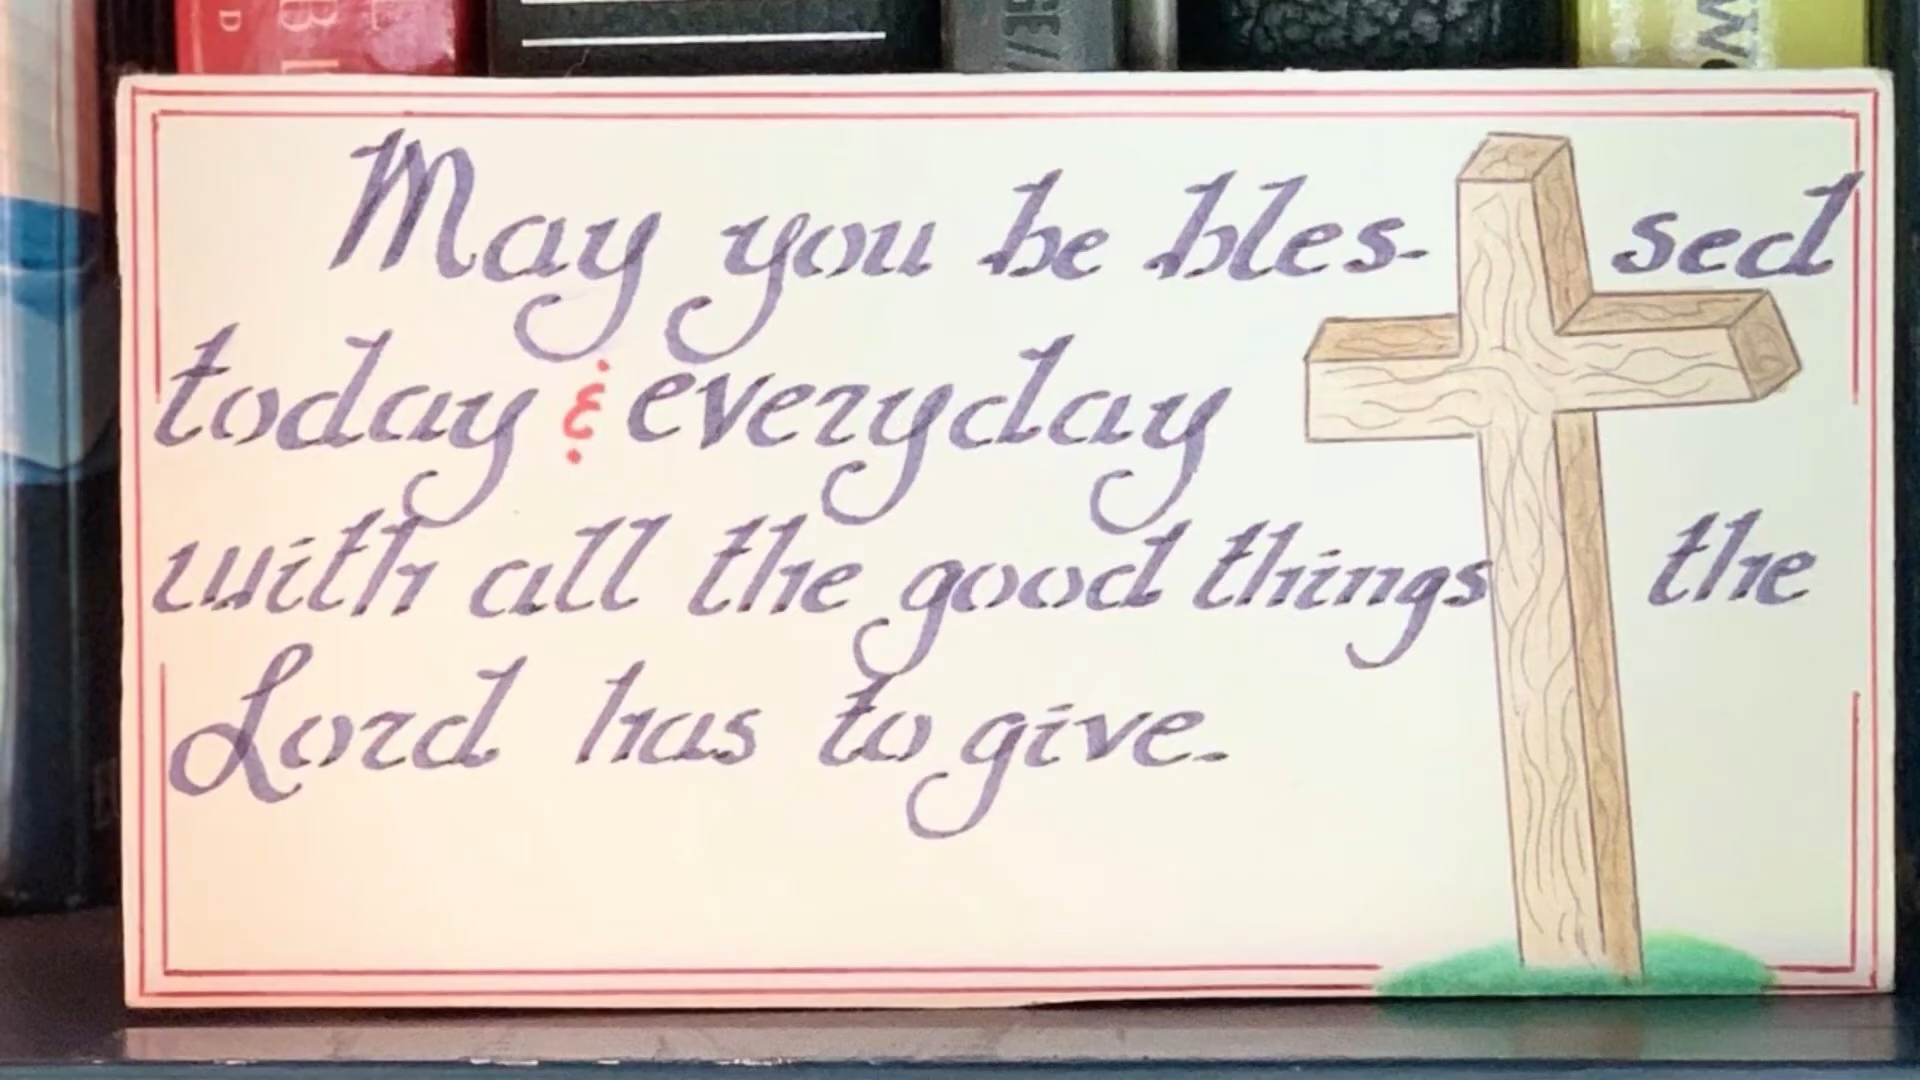 May you be bles- sed
today & everyday
with all the good things the
Lord has to give.